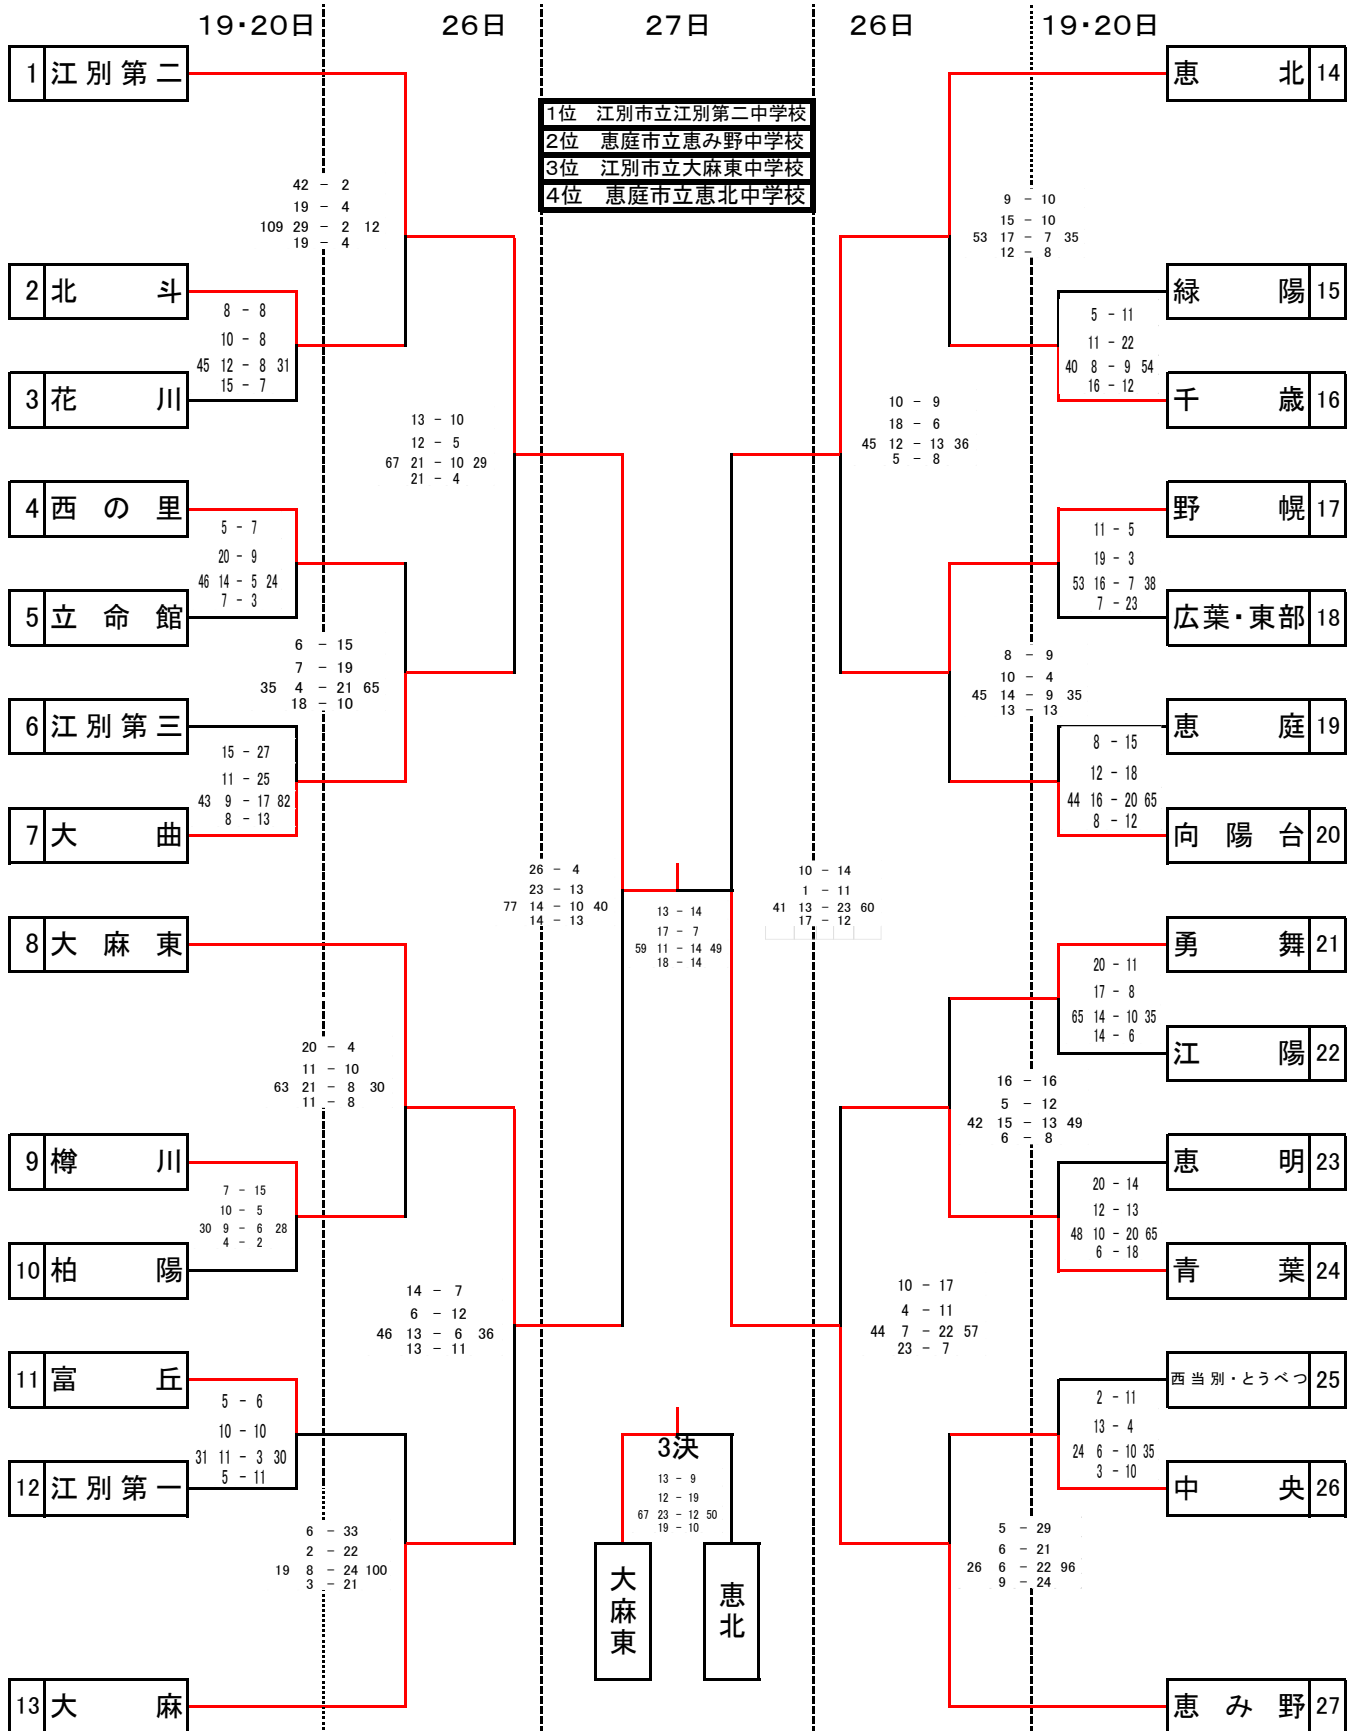 19・20日 26日 27日 26日 19・20日
1位 江別市立江別第二中学校
2位 恵庭市立恵み野中学校
3位 江別市立大麻東中学校
4位 恵庭市立恵北中学校
1 江別第二
42 - 2
19 - 4
109 29 - 2 12
19 - 4
2 北斗
8 - 8
10 - 8
45 12 - 8 31
15 - 7
3 花川
13 - 10
12 - 5
67 21 - 10 29
21 - 4
4 西の里
5 - 7
20 - 9
46 14 - 5 24
7 - 3
5 立命館
6 - 15
7 - 19
35 4 - 21 65
18 - 10
6 江別第三
15 - 27
11 - 25
43 9 - 17 82
8 - 13
7 大曲
26 - 4
23 - 13
77 14 - 10 40
14 - 13
8 大麻東
20 - 4
11 - 10
63 21 - 8 30
11 - 8
9 樽川
7 - 15
10 - 5
30 9 - 6 28
4 - 2
10 柏陽
14 - 7
6 - 12
46 13 - 6 36
13 - 11
11 富丘
5 - 6
10 - 10
31 11 - 3 30
5 - 11
12 江別第一
6 - 33
2 - 22
19 8 - 24 100
3 - 21
13 大麻
13 - 14
17 - 7
59 11 - 14 49
18 - 14
3決
13 - 9
12 - 19
67 23 - 12 50
19 - 10
大麻東
恵北
恵北 14
9 - 10
15 - 10
53 17 - 7 35
12 - 8
緑陽 15
5 - 11
11 - 22
40 8 - 9 54
16 - 12
千歳 16
10 - 9
18 - 6
45 12 - 13 36
5 - 8
野幌 17
11 - 5
19 - 3
53 16 - 7 38
7 - 23
広葉・東部 18
8 - 9
10 - 4
45 14 - 9 35
13 - 13
恵庭 19
8 - 15
12 - 18
44 16 - 20 65
8 - 12
向陽台 20
10 - 14
1 - 11
41 13 - 23 60
17 - 12
勇舞 21
20 - 11
17 - 8
65 14 - 10 35
14 - 6
江陽 22
16 - 16
5 - 12
42 15 - 13 49
6 - 8
恵明 23
20 - 14
12 - 13
48 10 - 20 65
6 - 18
青葉 24
10 - 17
4 - 11
44 7 - 22 57
23 - 7
西当別・とうべつ 25
2 - 11
13 - 4
24 6 - 10 35
3 - 10
中央 26
5 - 29
6 - 21
26 6 - 22 96
9 - 24
恵み野 27